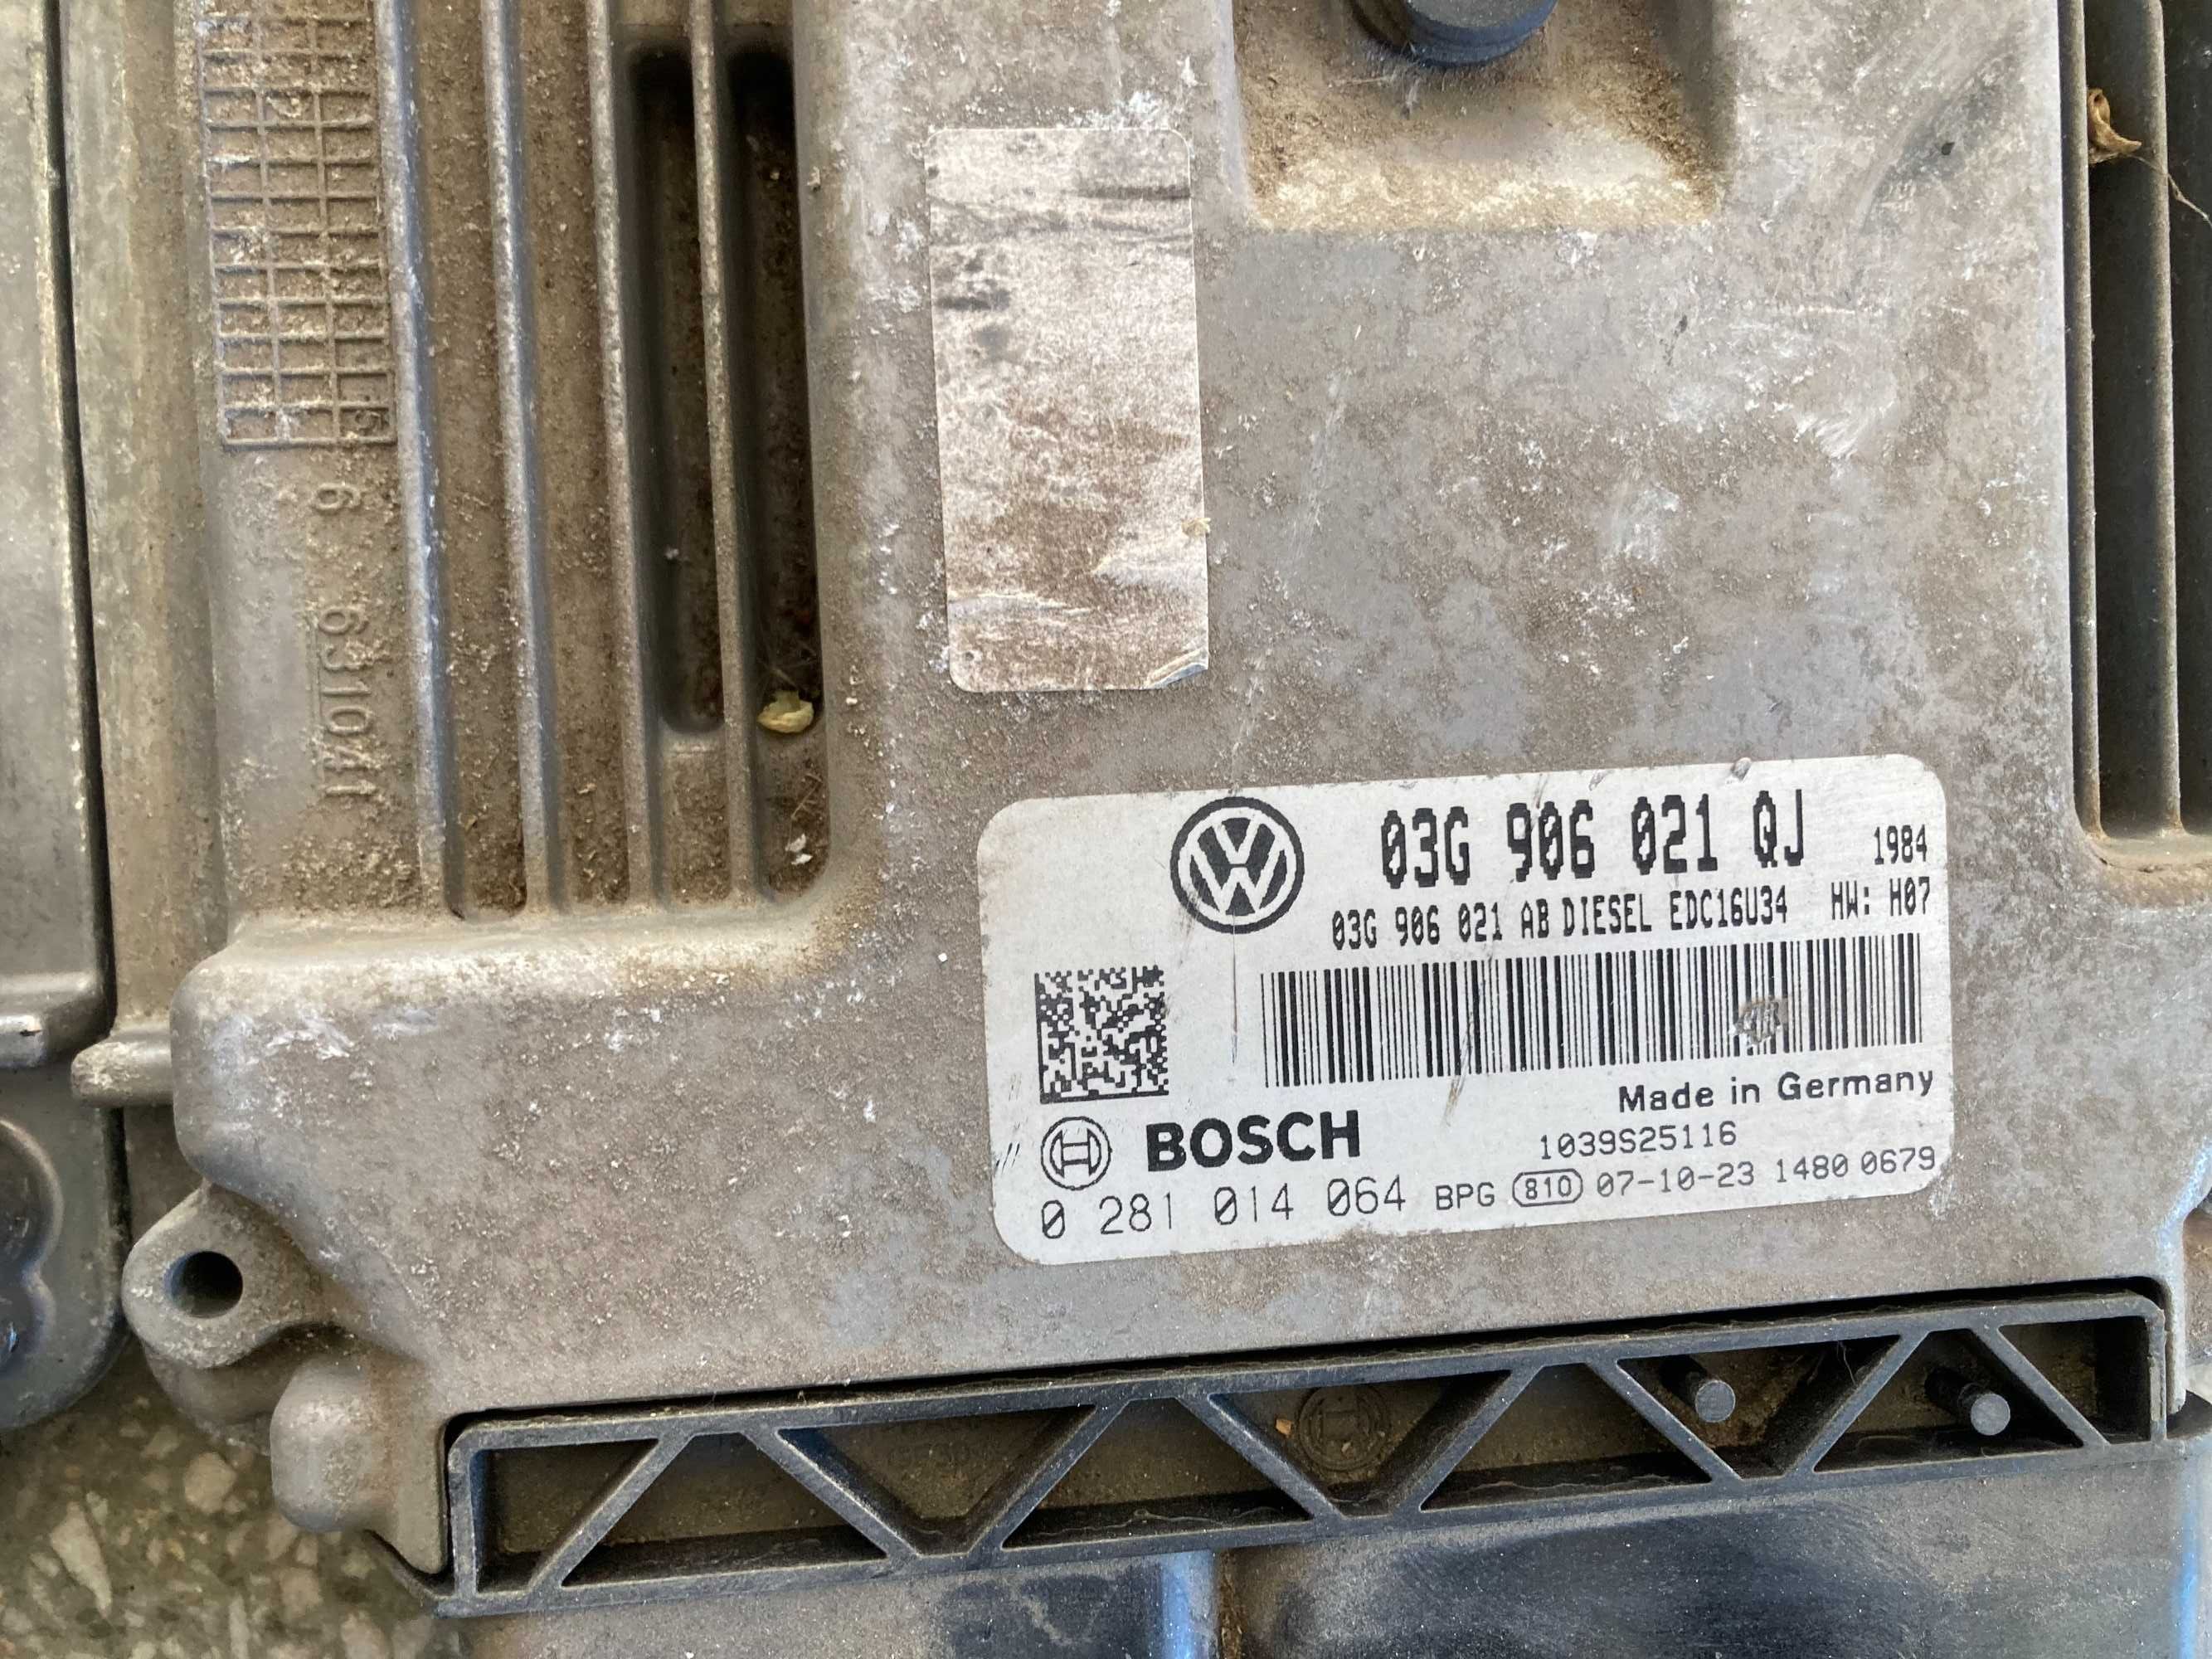 6 631041
03G 906 021 QJ 1984
03G 906 021 AB DIESEL EDC16U34 HW: H07
Made in Germany
BOSCH 1039S25116
0 281 014 064 BPG 810 07-10-23 1480 0679